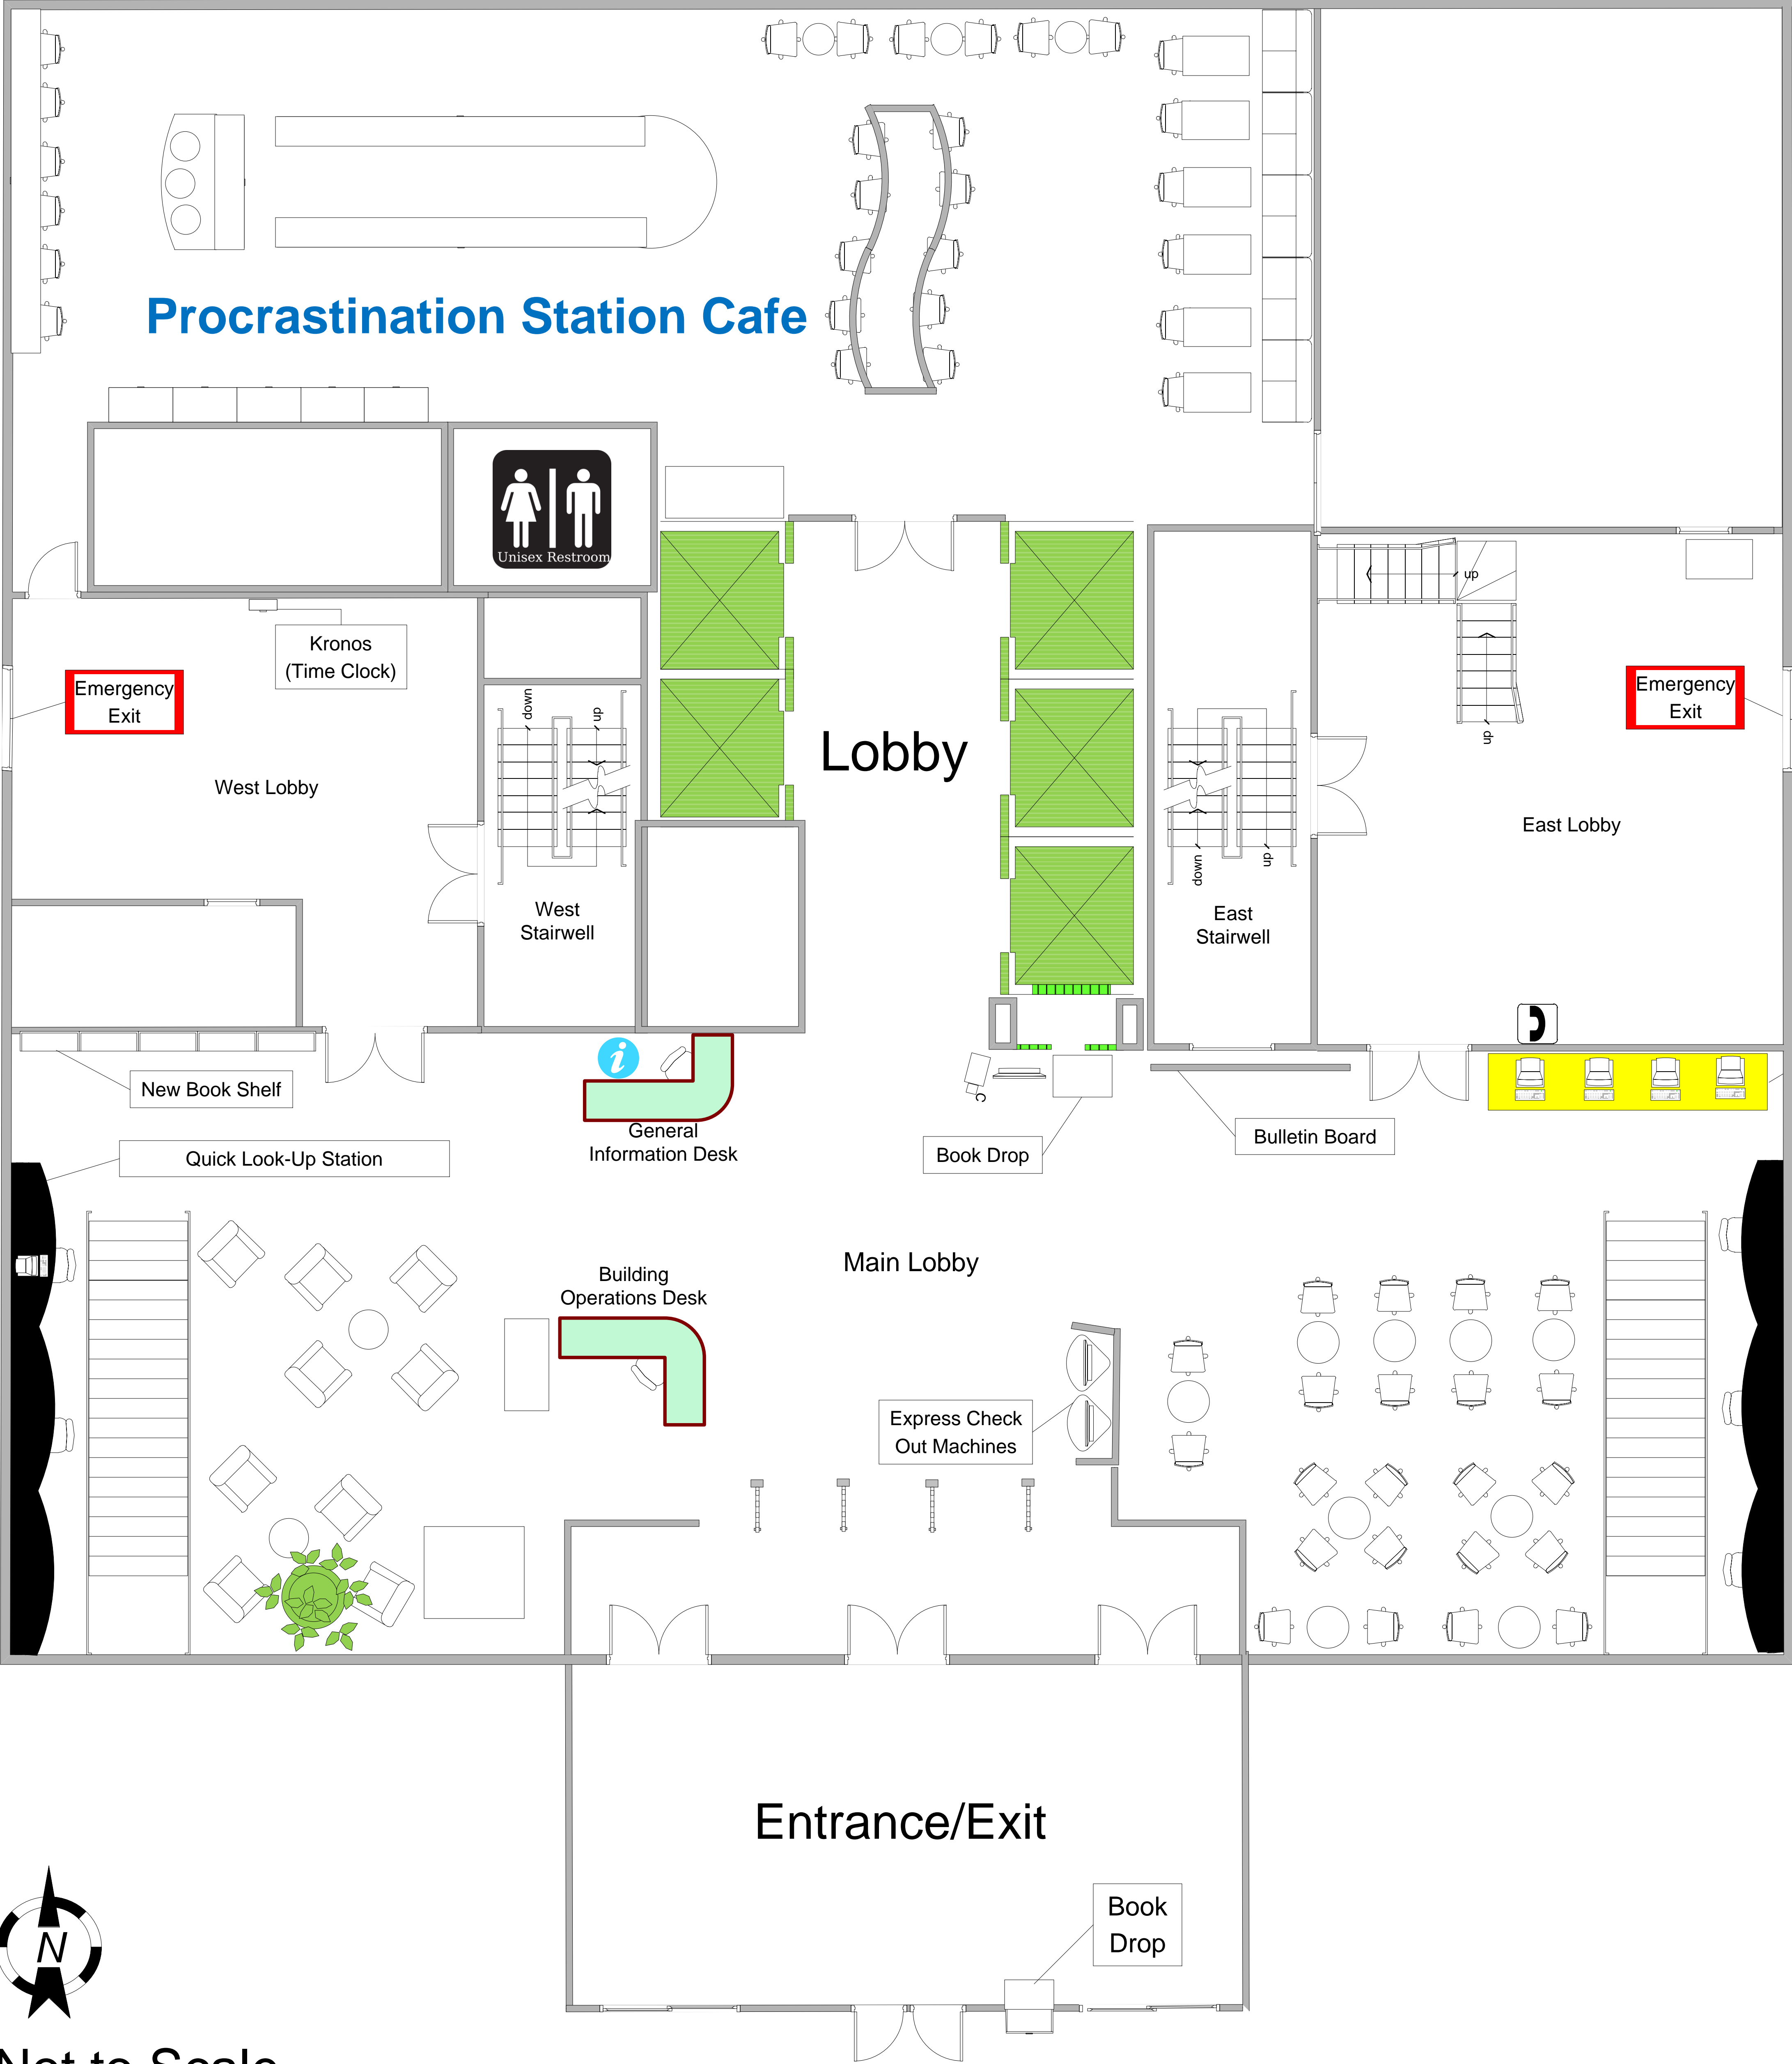 Procrastination Station Cafe
Unisex Restroom
up
Kronos
(Time Clock)
Emergency
Exit
Emergency
Exit
down
up
up
Lobby
West Lobby
East Lobby
down
up
West
Stairwell
East
Stairwell
New Book Shelf
General
Information Desk
C
Book Drop
Bulletin Board
Quick Look-Up Station
Main Lobby
Building
Operations Desk
Express Check
Out Machines
Entrance/Exit
Book
Drop
N
Not to Scale